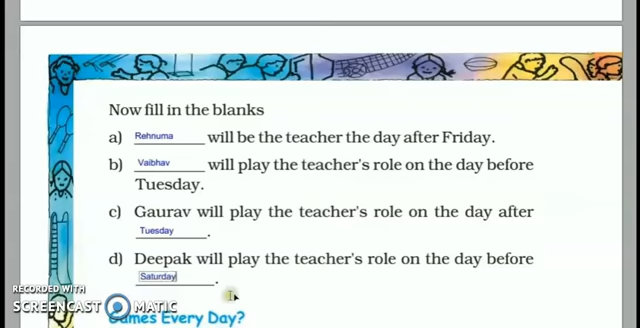 Now fill in the blanks
a) Rehnuma will be the teacher the day after Friday.
b) Vaibhav will play the teacher's role on the day before
Tuesday.
c) Gaurav will play the teacher's role on the day after
Tuesday.
d) Deepak will play the teacher's role on the day before
Saturday.
RECORDED WITH
SCREENCAST MATIC
Games Every Day?